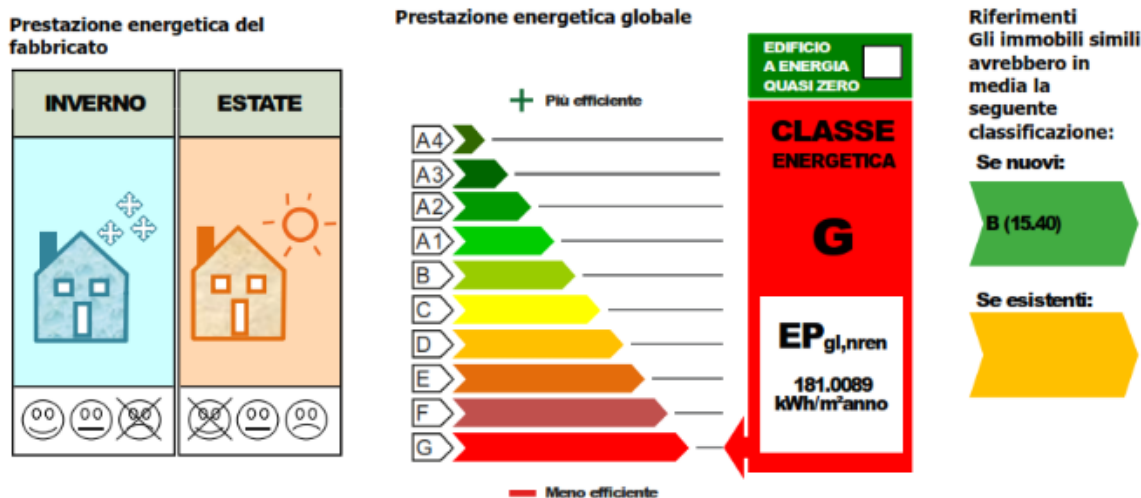 Prestazione energetica del
fabbricato
INVERNO
ESTATE
Prestazione energetica globale
Più efficiente
A4
A3
A2
A1
B
C
D
E
F
G
Meno efficiente
EDIFICIO
A ENERGIA
QUASI ZERO
CLASSE
ENERGETICA
G
EPgl,nren
181.0089
kWh/m²anno
Riferimenti
Gli immobili simili
avrebbero in
media la
seguente
classificazione:
Se nuovi:
B (15.40)
Se esistenti: